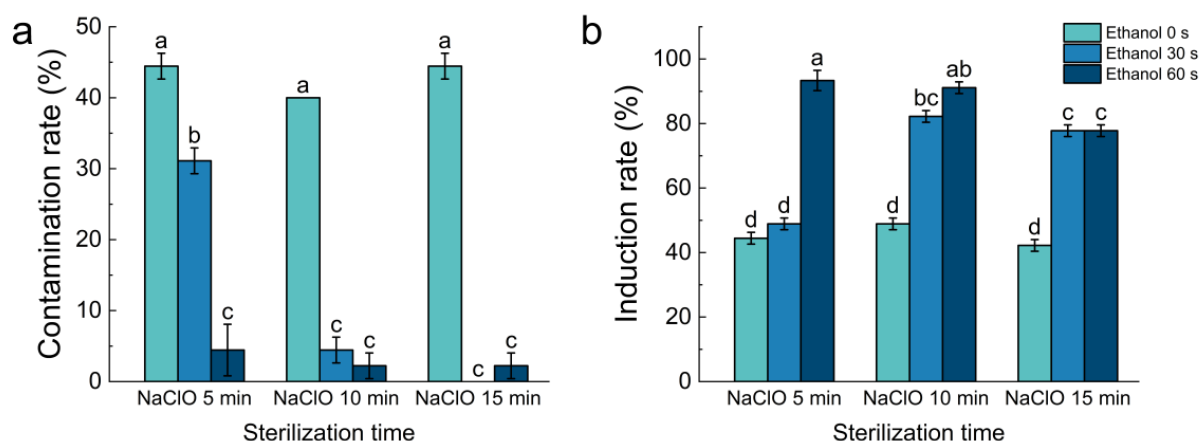 a
Contamination rate (%)
50
40
30
20
10
0
a
b
c
a
c
c
a
c
c
NaClO 5 min
NaClO 10 min
NaClO 15 min
Sterilization time
b
Induction rate (%)
100
80
60
40
20
0
d
d
a
d
bc
ab
d
c
c
NaClO 5 min
NaClO 10 min
NaClO 15 min
Sterilization time
Ethanol 0 s
Ethanol 30 s
Ethanol 60 s